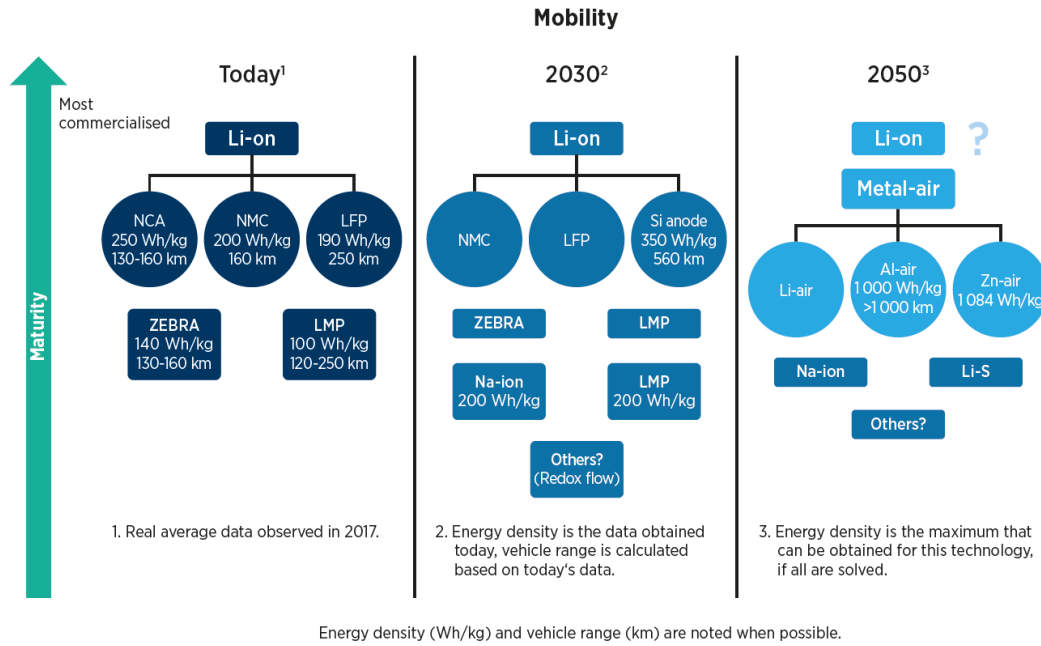 Mobility
Today¹
2030²
2050³
Most
commercialised
Maturity
Li-on
NCA
250 Wh/kg
130-160 km
NMC
200 Wh/kg
160 km
LFP
190 Wh/kg
250 km
ZEBRA
140 Wh/kg
130-160 km
LMP
100 Wh/kg
120-250 km
1. Real average data observed in 2017.
Li-on
NMC
LFP
Si anode
350 Wh/kg
560 km
ZEBRA
LMP
Na-ion
200 Wh/kg
LMP
200 Wh/kg
Others?
(Redox flow)
2. Energy density is the data obtained
today, vehicle range is calculated
based on today‘s data.
Li-on
?
Metal-air
Li-air
Al-air
1 000 Wh/kg
>1 000 km
Zn-air
1 084 Wh/kg
Na-ion
Li-S
Others?
3. Energy density is the maximum that
can be obtained for this technology,
if all are solved.
Energy density (Wh/kg) and vehicle range (km) are noted when possible.